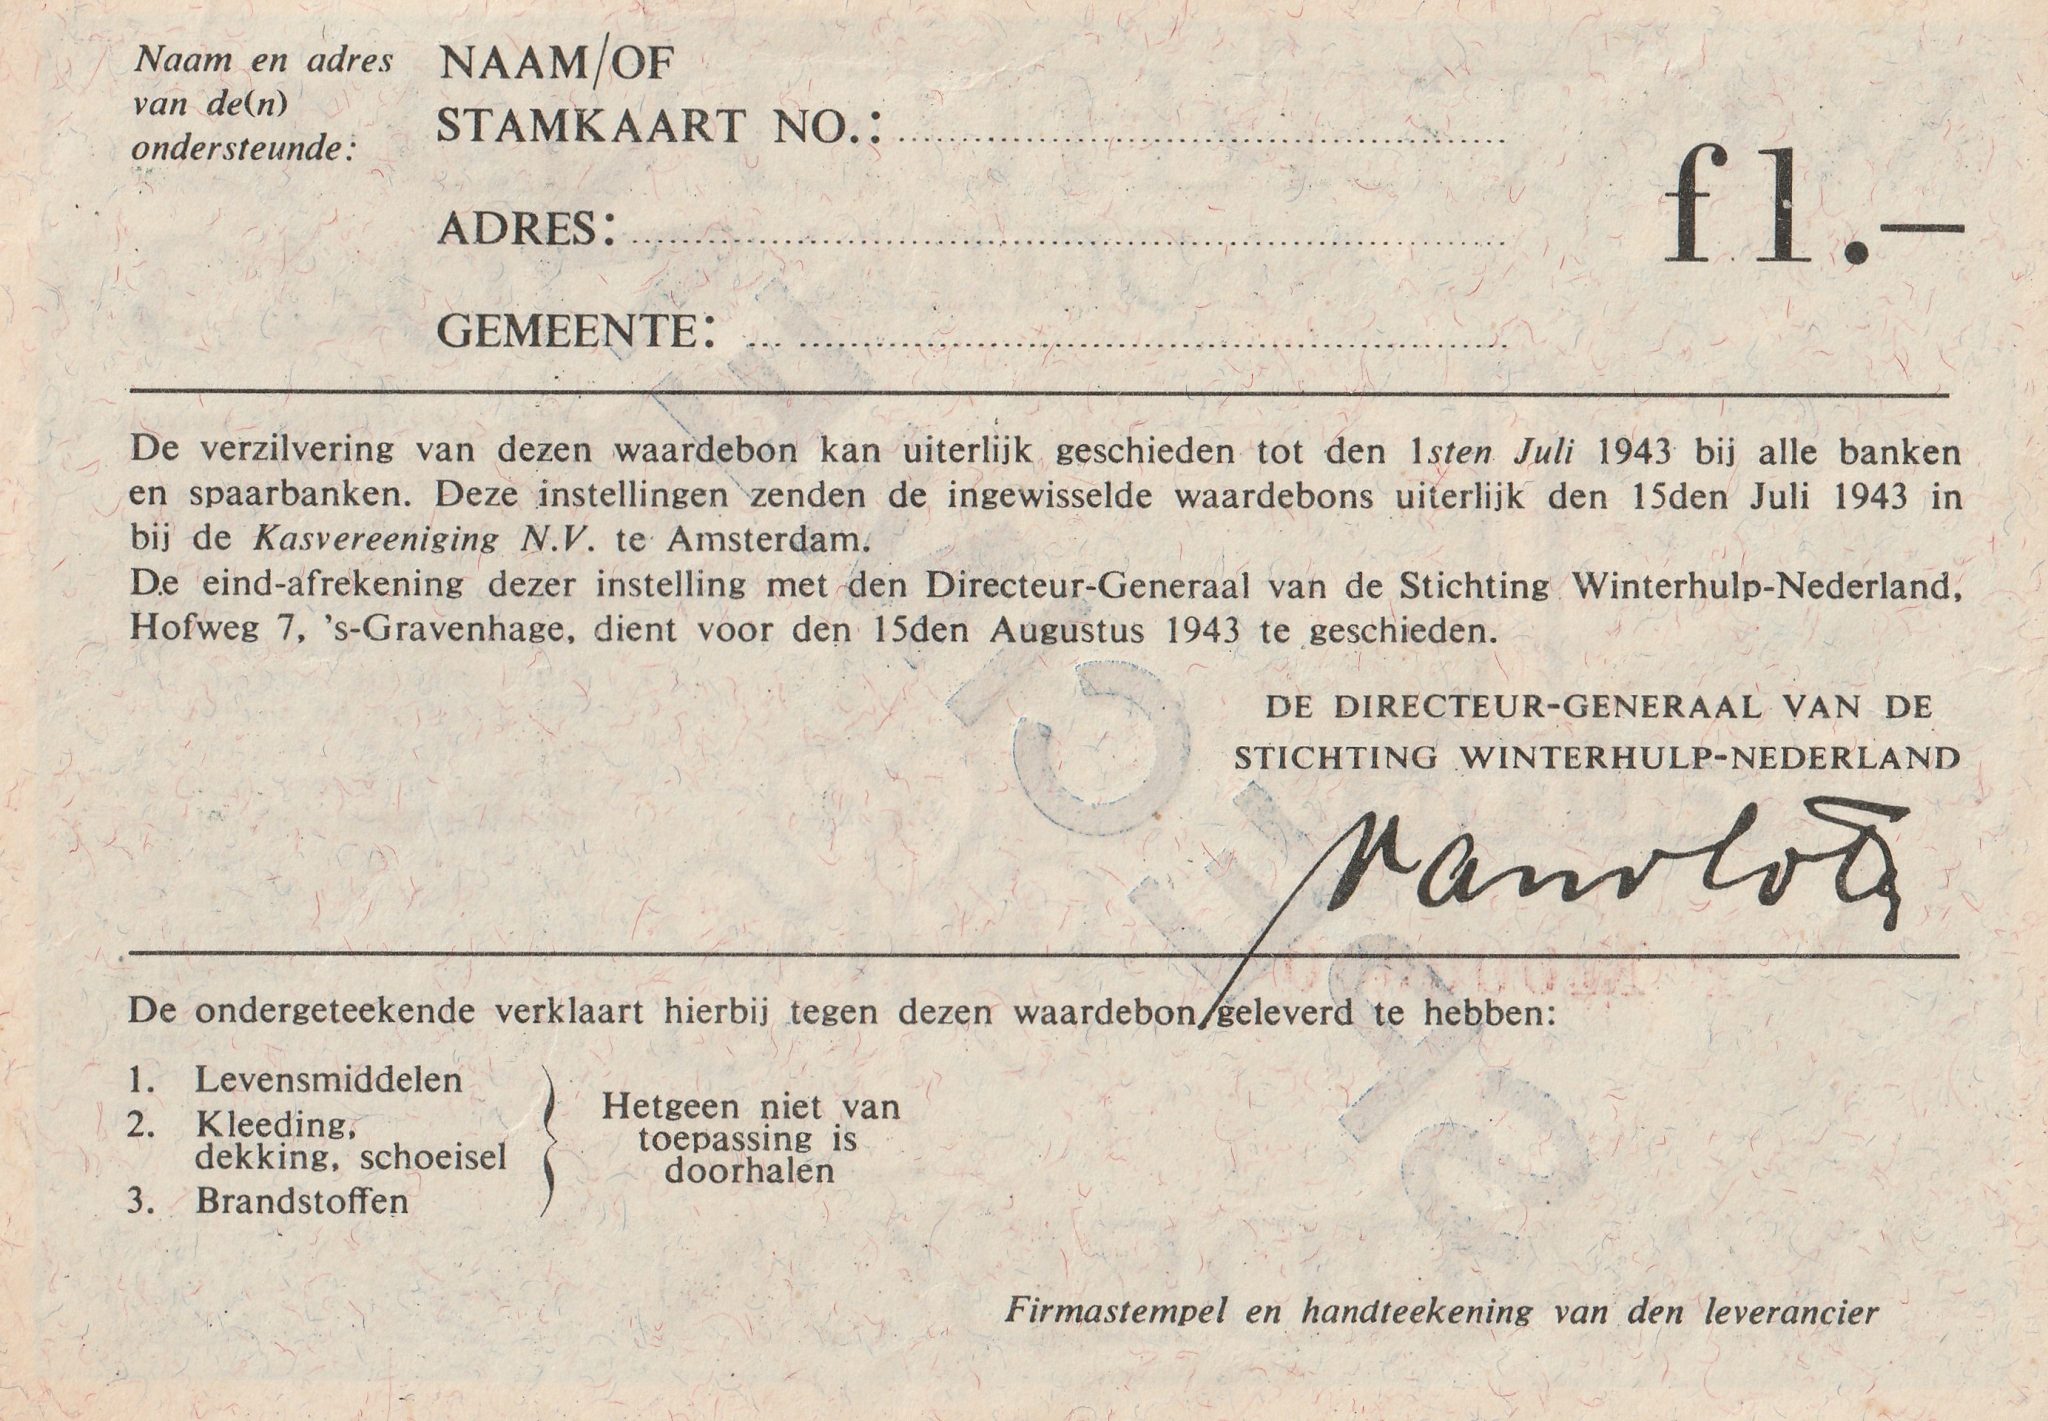 Naam en adres
van de(n)
ondersteunde:
NAAM/OF
STAMKAART NO.:
ADRES:
GEMEENTE:
f 1.—
De verzilvering van dezen waardebon kan uiterlijk geschieden tot den 1sten Juli 1943 bij alle banken
en spaarbanken. Deze instellingen zenden de ingewisselde waardebons uiterlijk den 15den Juli 1943 in
bij de Kasvereeniging N.V. te Amsterdam.
De eind-afrekening dezer instelling met den Directeur-Generaal van de Stichting Winterhulp-Nederland,
Hofweg 7, 's-Gravenhage, dient voor den 15den Augustus 1943 te geschieden.
DE DIRECTEUR-GENERAAL VAN DE
STICHTING WINTERHULP-NEDERLAND
De ondergeteekende verklaart hierbij tegen dezen waardebon geleverd te hebben:
1. Levensmiddelen
2. Kleeding,
dekking, schoeisel
3. Brandstoffen
Hetgeen niet van
toepassing is
doorhalen
Firmastempel en handteekening van den leverancier